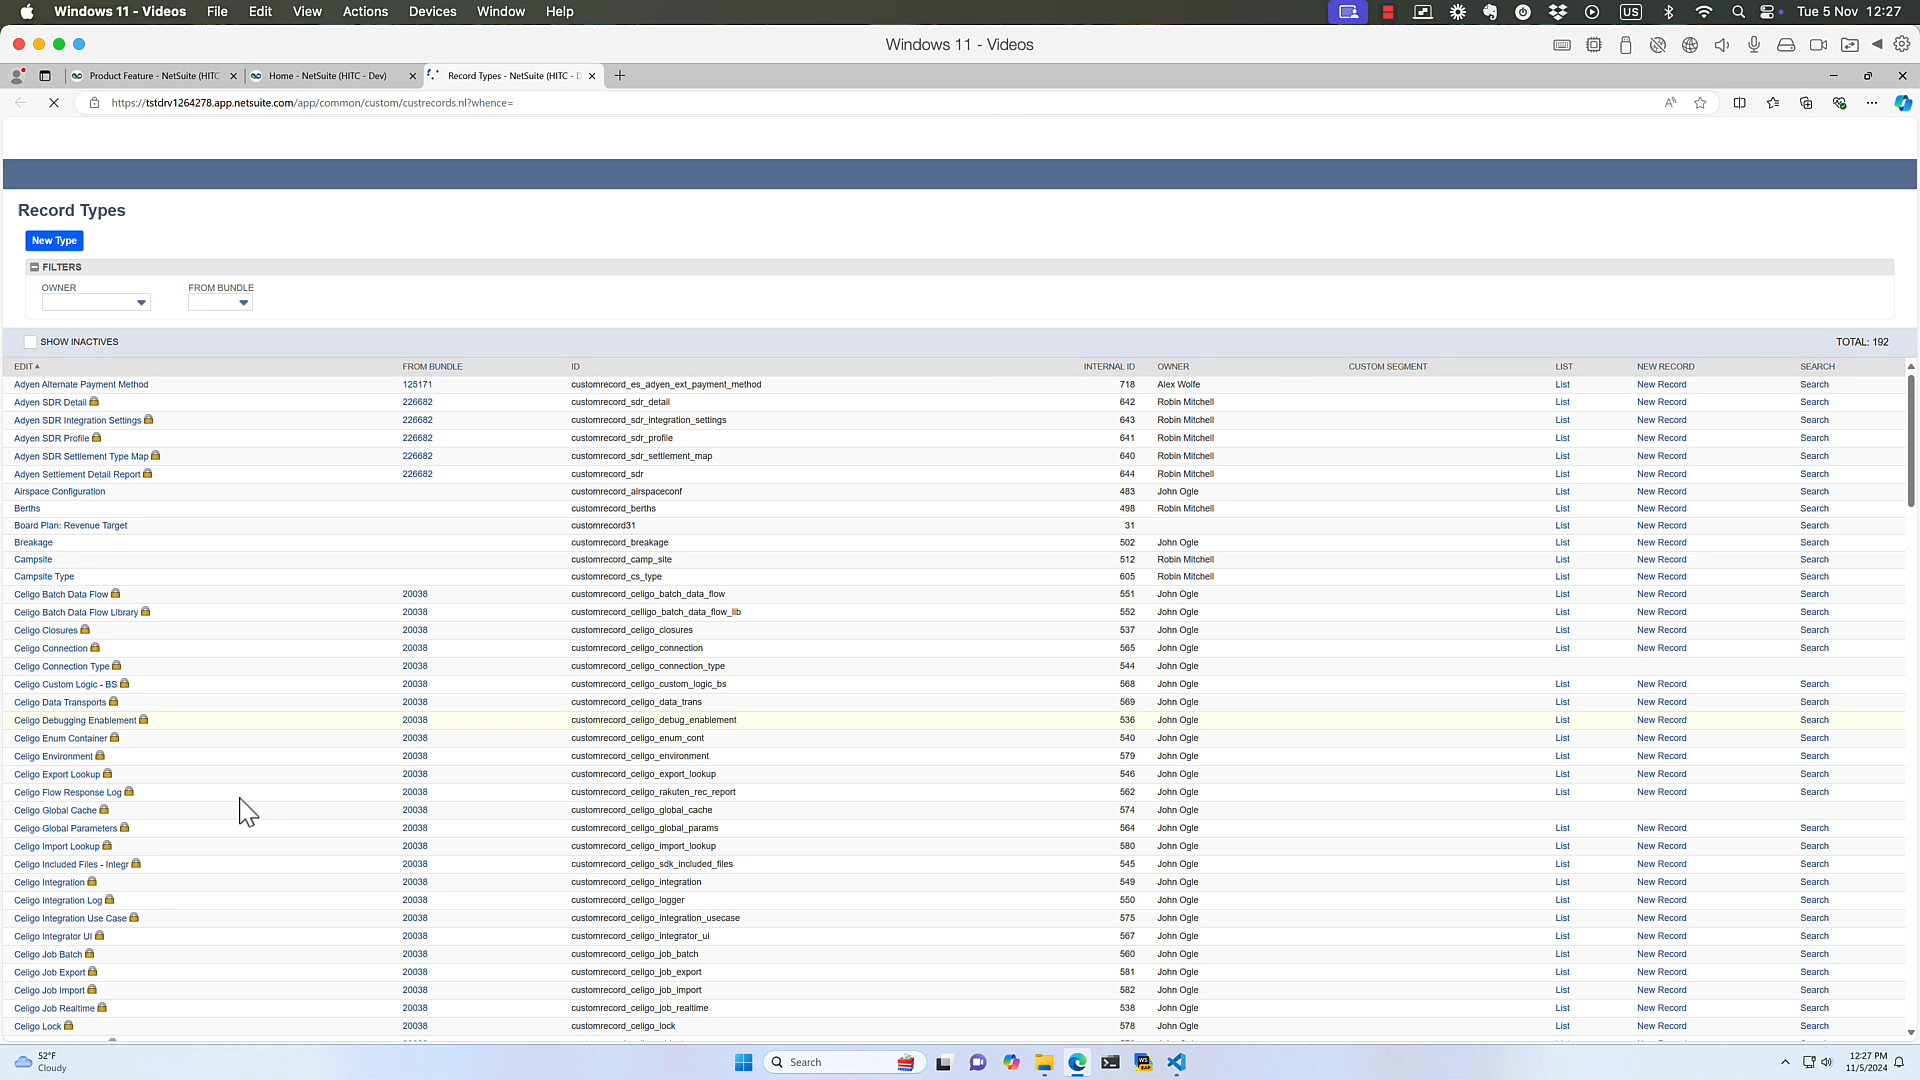 Windows 11 - Videos File Edit View Actions Devices Window Help US Tue 5 Nov 12:27
Windows 11 - Videos
Product Feature - NetSuite (HITC Home - NetSuite (HITC - Dev) Record Types - NetSuite (HITC - D
https://tstdrv1264278.app.netsuite.com/app/common/custom/custrecords.nl?whence=
Record Types
New Type
FILTERS
OWNER FROM BUNDLE
SHOW INACTIVES TOTAL: 192
EDIT FROM BUNDLE ID INTERNAL ID OWNER CUSTOM SEGMENT LIST NEW RECORD SEARCH
Adyen Alternate Payment Method 125171 customrecord_es_adyen_ext_payment_method 718 Alex Wolfe List New Record Search
Adyen SDR Detail 226682 customrecord_sdr_detail 642 Robin Mitchell List New Record Search
Adyen SDR Integration Settings 226682 customrecord_sdr_integration_settings 643 Robin Mitchell List New Record Search
Adyen SDR Profile 226682 customrecord_sdr_profile 641 Robin Mitchell List New Record Search
Adyen SDR Settlement Type Map 226682 customrecord_sdr_settlement_map 640 Robin Mitchell List New Record Search
Adyen Settlement Detail Report 226682 customrecord_sdr 644 Robin Mitchell List New Record Search
Airspace Configuration customrecord_airspaceconf 483 John Ogle List New Record Search
Berths customrecord_berths 498 Robin Mitchell List New Record Search
Board Plan: Revenue Target customrecord31 31 List New Record Search
Breakage customrecord_breakage 502 John Ogle List New Record Search
Campsite customrecord_camp_site 512 Robin Mitchell List New Record Search
Campsite Type customrecord_cs_type 605 Robin Mitchell List New Record Search
Celigo Batch Data Flow 20038 customrecord_celigo_batch_data_flow 551 John Ogle List New Record Search
Celigo Batch Data Flow Library 20038 customrecord_celligo_batch_data_flow_lib 552 John Ogle List New Record Search
Celigo Closures 20038 customrecord_celigo_closures 537 John Ogle List New Record Search
Celigo Connection 20038 customrecord_celigo_connection 565 John Ogle List New Record Search
Celigo Connection Type 20038 customrecord_celigo_connection_type 544 John Ogle
Celigo Custom Logic - BS 20038 customrecord_celigo_custom_logic_bs 568 John Ogle List New Record Search
Celigo Data Transports 20038 customrecord_celigo_data_trans 569 John Ogle List New Record Search
Celigo Debugging Enablement 20038 customrecord_celigo_debug_enablement 536 John Ogle List New Record Search
Celigo Enum Container 20038 customrecord_celigo_enum_cont 540 John Ogle List New Record Search
Celigo Environment 20038 customrecord_celigo_environment 579 John Ogle List New Record Search
Celigo Export Lookup 20038 customrecord_celigo_export_lookup 546 John Ogle List New Record Search
Celigo Flow Response Log 20038 customrecord_celigo_rakuten_rec_report 562 John Ogle List New Record Search
Celigo Global Cache 20038 customrecord_celigo_global_cache 574 John Ogle
Celigo Global Parameters 20038 customrecord_celigo_global_params 564 John Ogle List New Record Search
Celigo Import Lookup 20038 customrecord_celigo_import_lookup 580 John Ogle List New Record Search
Celigo Included Files - Integr 20038 customrecord_celigo_sdk_included_files 545 John Ogle List New Record Search
Celigo Integration 20038 customrecord_celigo_integration 549 John Ogle List New Record Search
Celigo Integration Log 20038 customrecord_celigo_logger 550 John Ogle List New Record Search
Celigo Integration Use Case 20038 customrecord_celigo_integration_usecase 575 John Ogle List New Record Search
Celigo Integrator UI 20038 customrecord_celigo_integrator_ui 567 John Ogle List New Record Search
Celigo Job Batch 20038 customrecord_celigo_job_batch 560 John Ogle List New Record Search
Celigo Job Export 20038 customrecord_celigo_job_export 581 John Ogle List New Record Search
Celigo Job Import 20038 customrecord_celigo_job_import 582 John Ogle List New Record Search
Celigo Job Realtime 20038 customrecord_celigo_job_realtime 538 John Ogle List New Record Search
Celigo Lock 20038 customrecord_celigo_lock 578 John Ogle List New Record Search
52°F
Cloudy
Search
12:27 PM
11/5/2024